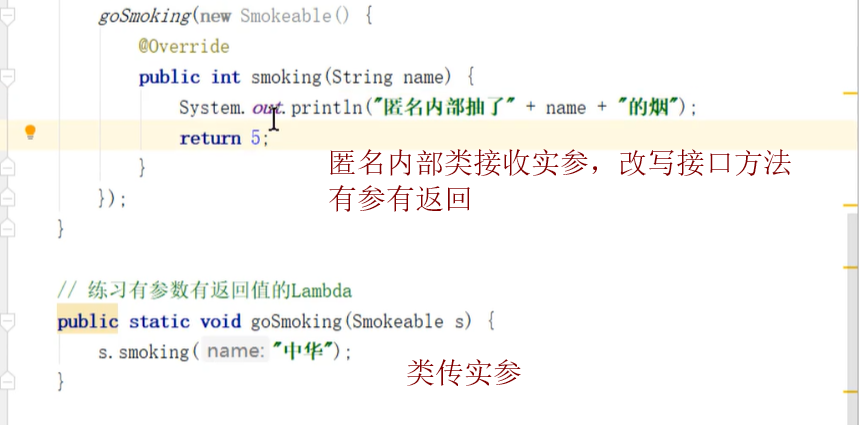 goSmoking(new Smokeable() {
@Override
public int smoking(String name) {
System.out.println("匿名内部抽了" + name + "的烟");
return 5;
}
匿名内部类接收实参，改写接口方法
有参有返回
});
}
// 练习有参数有返回值的Lambda
public static void goSmoking(Smokeable s) {
s.smoking( name: "中华");
类传实参
}